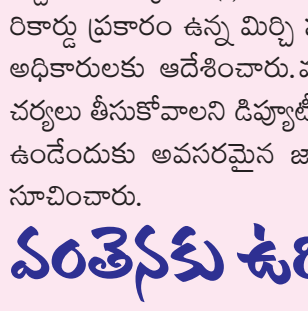 రికార్డు ప్రకారం ఉన్న మిర్చి
అధికారులకు ఆదేశించారు.
చర్యలు తీసుకోవాలని డిప్యూటీ
ఉండేందుకు అవసరమైన
సూచించారు.
వంతెనకు